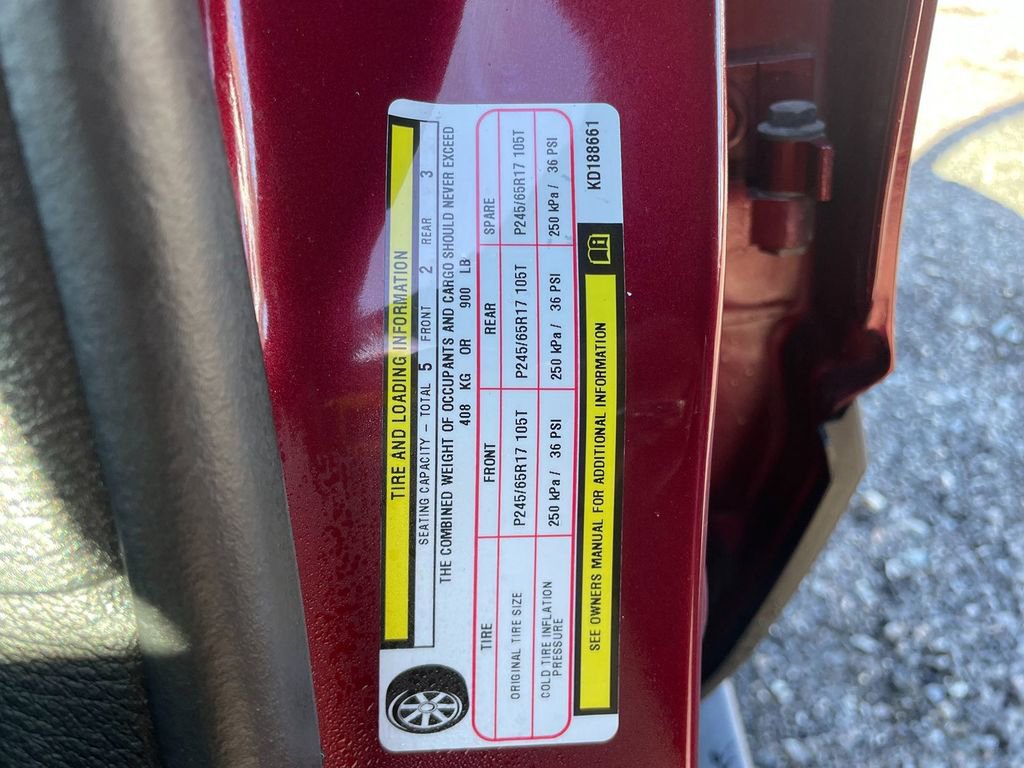 TIRE AND LOADING INFORMATION
SEATING CAPACITY – TOTAL 5 FRONT 2 REAR 3
THE COMBINED WEIGHT OF OCCUPANTS AND CARGO SHOULD NEVER EXCEED
408 KG OR 900 LB
TIRE FRONT REAR SPARE
ORIGINAL TIRE SIZE P245/65R17 105T P245/65R17 105T P245/65R17 105T
COLD TIRE INFLATION PRESSURE 250 kPa / 36 PSI 250 kPa / 36 PSI 250 kPa / 36 PSI
SEE OWNERS MANUAL FOR ADDITIONAL INFORMATION
KD188661